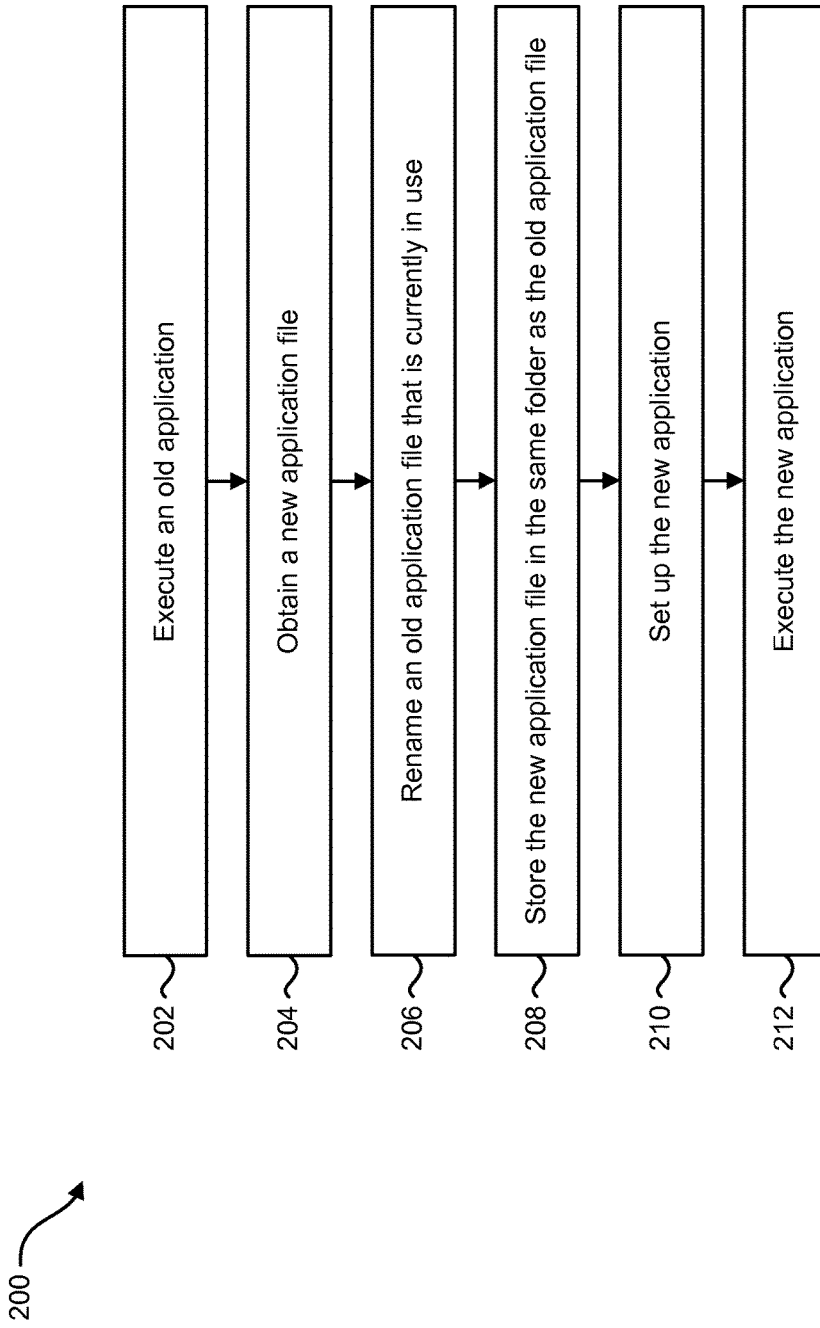 200
202
Execute an old application
204
Obtain a new application file
206
Rename an old application file that is currently in use
208
Store the new application file in the same folder as the old application file
210
Set up the new application
212
Execute the new application